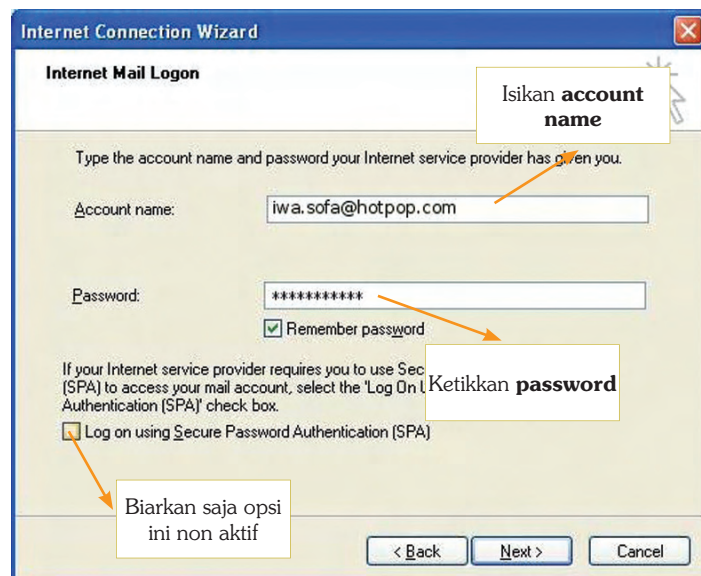 Internet Connection Wizard
Internet Mail Logon
Isikan account
name
Type the account name and password your Internet service provider has given you.
Account name:
iwa.sofa@hotpop.com
Password:
***********
Remember password
If your Internet service provider requires you to use Sec
(SPA) to access your mail account, select the 'Log On
Authentication (SPA)' check box.
Ketikkan password
Log on using Secure Password Authentication (SPA)
Biarkan saja opsi
ini non aktif
< Back
Next >
Cancel